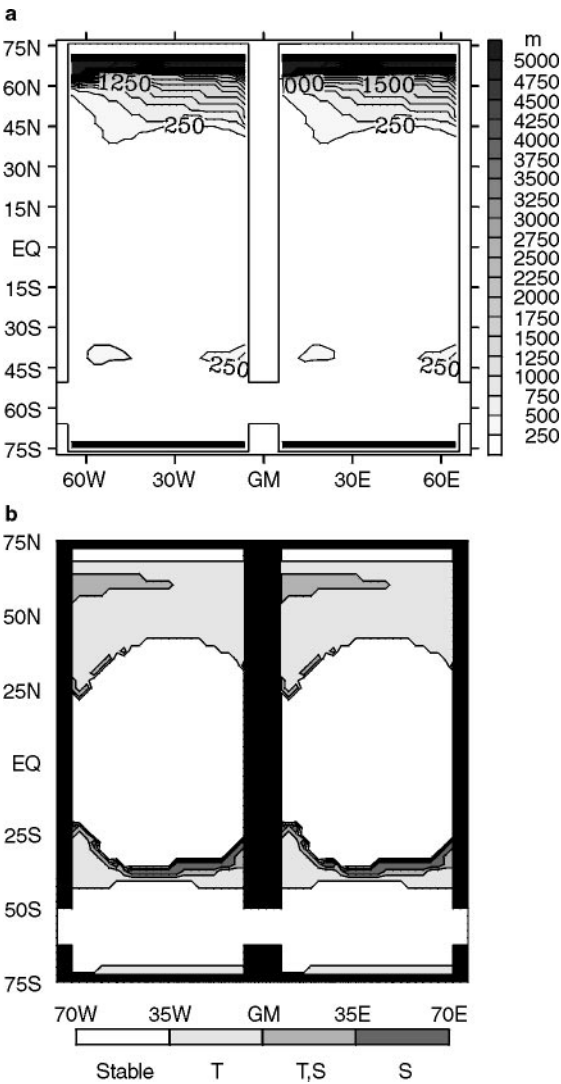 a
m
75N
60N
45N
30N
15N
EQ
15S
30S
45S
60S
75S
1250
250
250
000
1500
250
250
60W
30W
GM
30E
60E
5000
4750
4500
4250
4000
3750
3500
3250
3000
2750
2500
2250
2000
1750
1500
1250
1000
750
500
250
b
75N
50N
25N
EQ
25S
50S
75S
70W
35W
GM
35E
70E
Stable
T
T,S
S